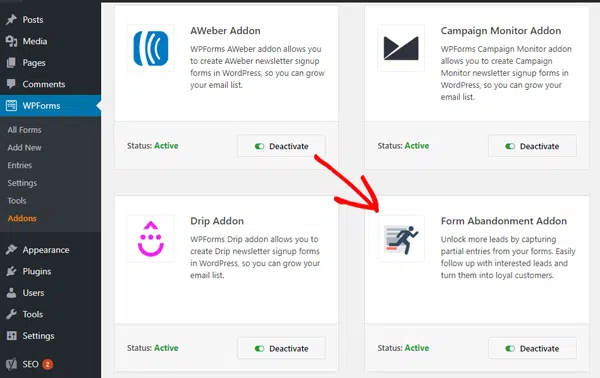 Posts
Media
Pages
Comments
WPForms
All Forms
Add New
Entries
Settings
Tools
Addons
Appearance
Plugins
Users
Tools
Settings
SEO 2
AWeber Addon
WPForms AWeber addon allows you
to create AWeber newsletter signup
forms in WordPress, so you can grow
your email list.
Status: Active
Deactivate
Campaign Monitor Addon
WPForms Campaign Monitor addon
allows you to create Campaign
Monitor newsletter signup forms in
WordPress, so you can grow your
email list.
Status: Active
Deactivate
Drip Addon
WPForms Drip addon allows you to
create Drip newsletter signup forms
in WordPress, so you can grow your
email list.
Status: Active
Deactivate
Form Abandonment Addon
Unlock more leads by capturing
partial entries from your forms. Easily
follow up with interested leads and
turn them into loyal customers.
Status: Active
Deactivate